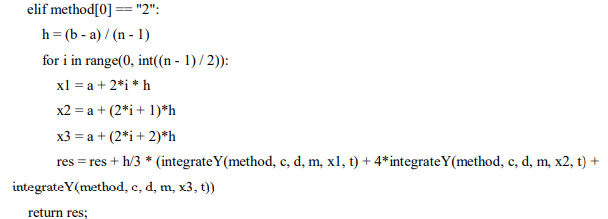 elif method[0] == "2":
h = (b - a) / (n - 1)
for i in range(0, int((n - 1) / 2)):
x1 = a + 2*i * h
x2 = a + (2*i + 1)*h
x3 = a + (2*i + 2)*h
res = res + h/3 * (integrateY(method, c, d, m, x1, t) + 4*integrateY(method, c, d, m, x2, t) +
integrateY(method, c, d, m, x3, t))
return res;